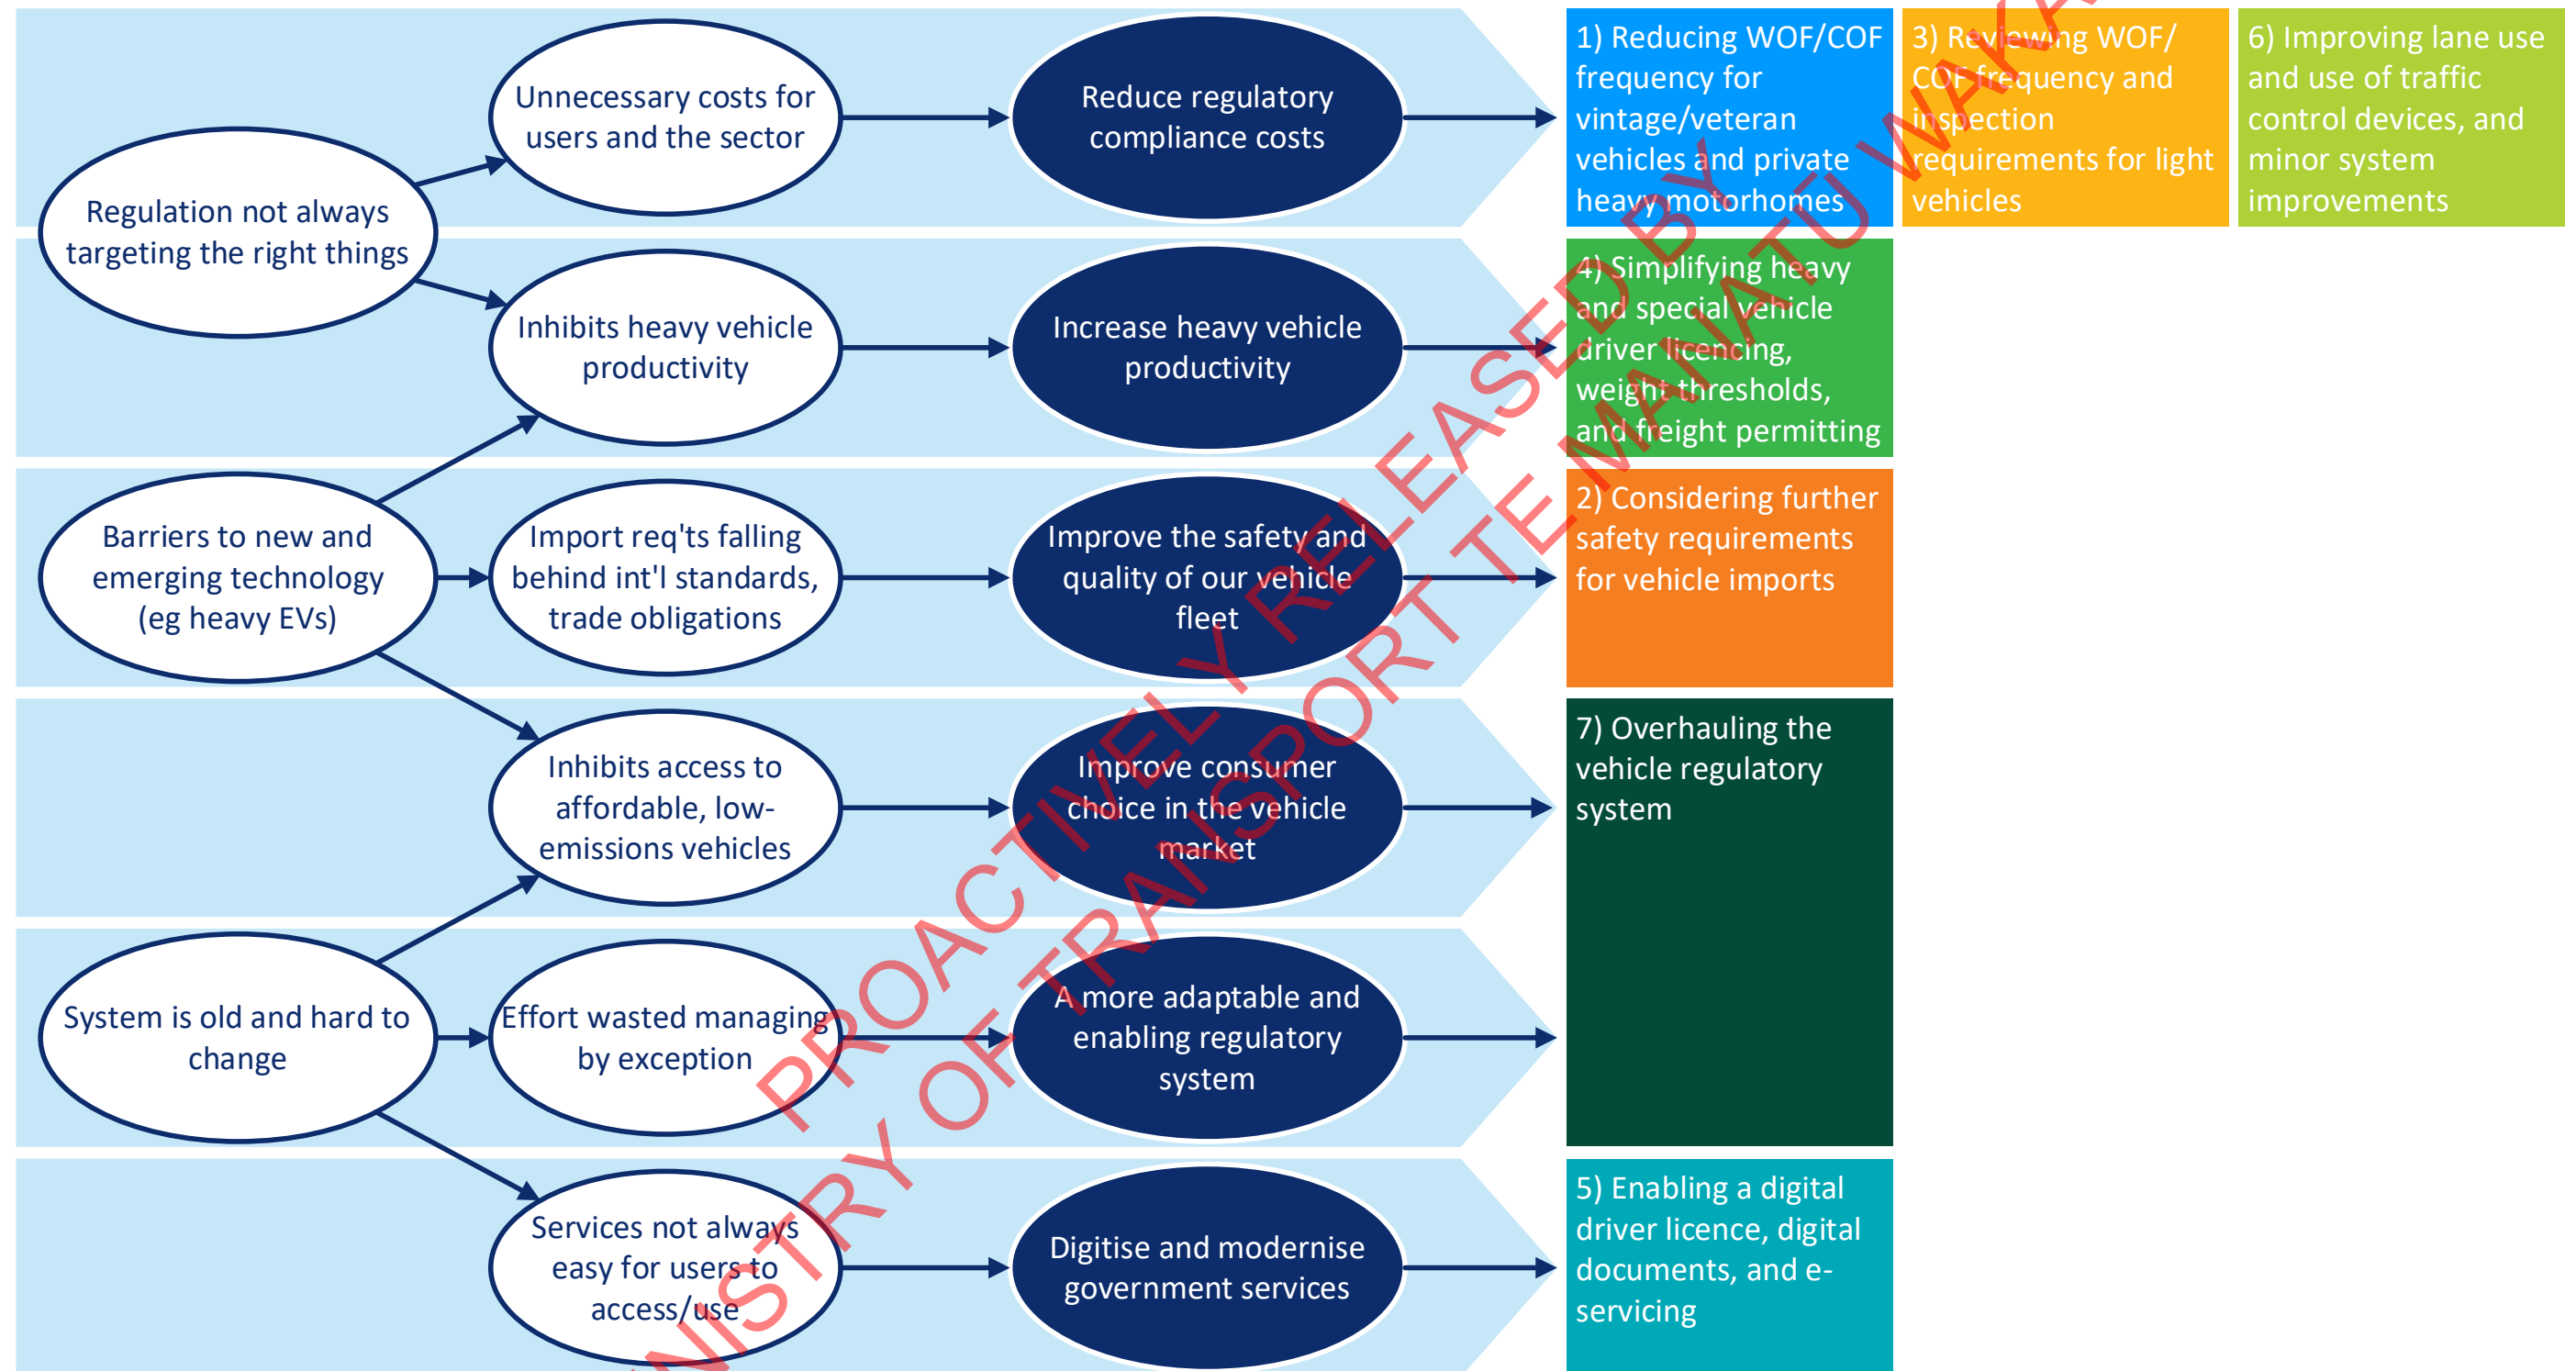 Unnecessary costs for
users and the sector
Reduce regulatory
compliance costs
1) Reducing WOF/COF
frequency for
vintage/veteran
vehicles and private
heavy motorhomes
3) Reviewing WOF/
COF frequency and
inspection
requirements for light
vehicles
6) Improving lane use
and use of traffic
control devices, and
minor system
improvements
Regulation not always
targeting the right things
Inhibits heavy vehicle
productivity
Increase heavy vehicle
productivity
4) Simplifying heavy
and special vehicle
driver licencing,
weight thresholds,
and freight permitting
Barriers to new and
emerging technology
(eg heavy EVs)
Import req'ts falling
behind int'l standards,
trade obligations
Improve the safety and
quality of our vehicle
fleet
2) Considering further
safety requirements
for vehicle imports
Inhibits access to
affordable, low-
emissions vehicles
Improve consumer
choice in the vehicle
market
7) Overhauling the
vehicle regulatory
system
System is old and hard to
change
Effort wasted managing
by exception
A more adaptable and
enabling regulatory
system
Services not always
easy for users to
access/use
Digitise and modernise
government services
5) Enabling a digital
driver licence, digital
documents, and e-
servicing
PROACTIVELY RELEASED BY
OF TRANSPORT TE MANATŪ